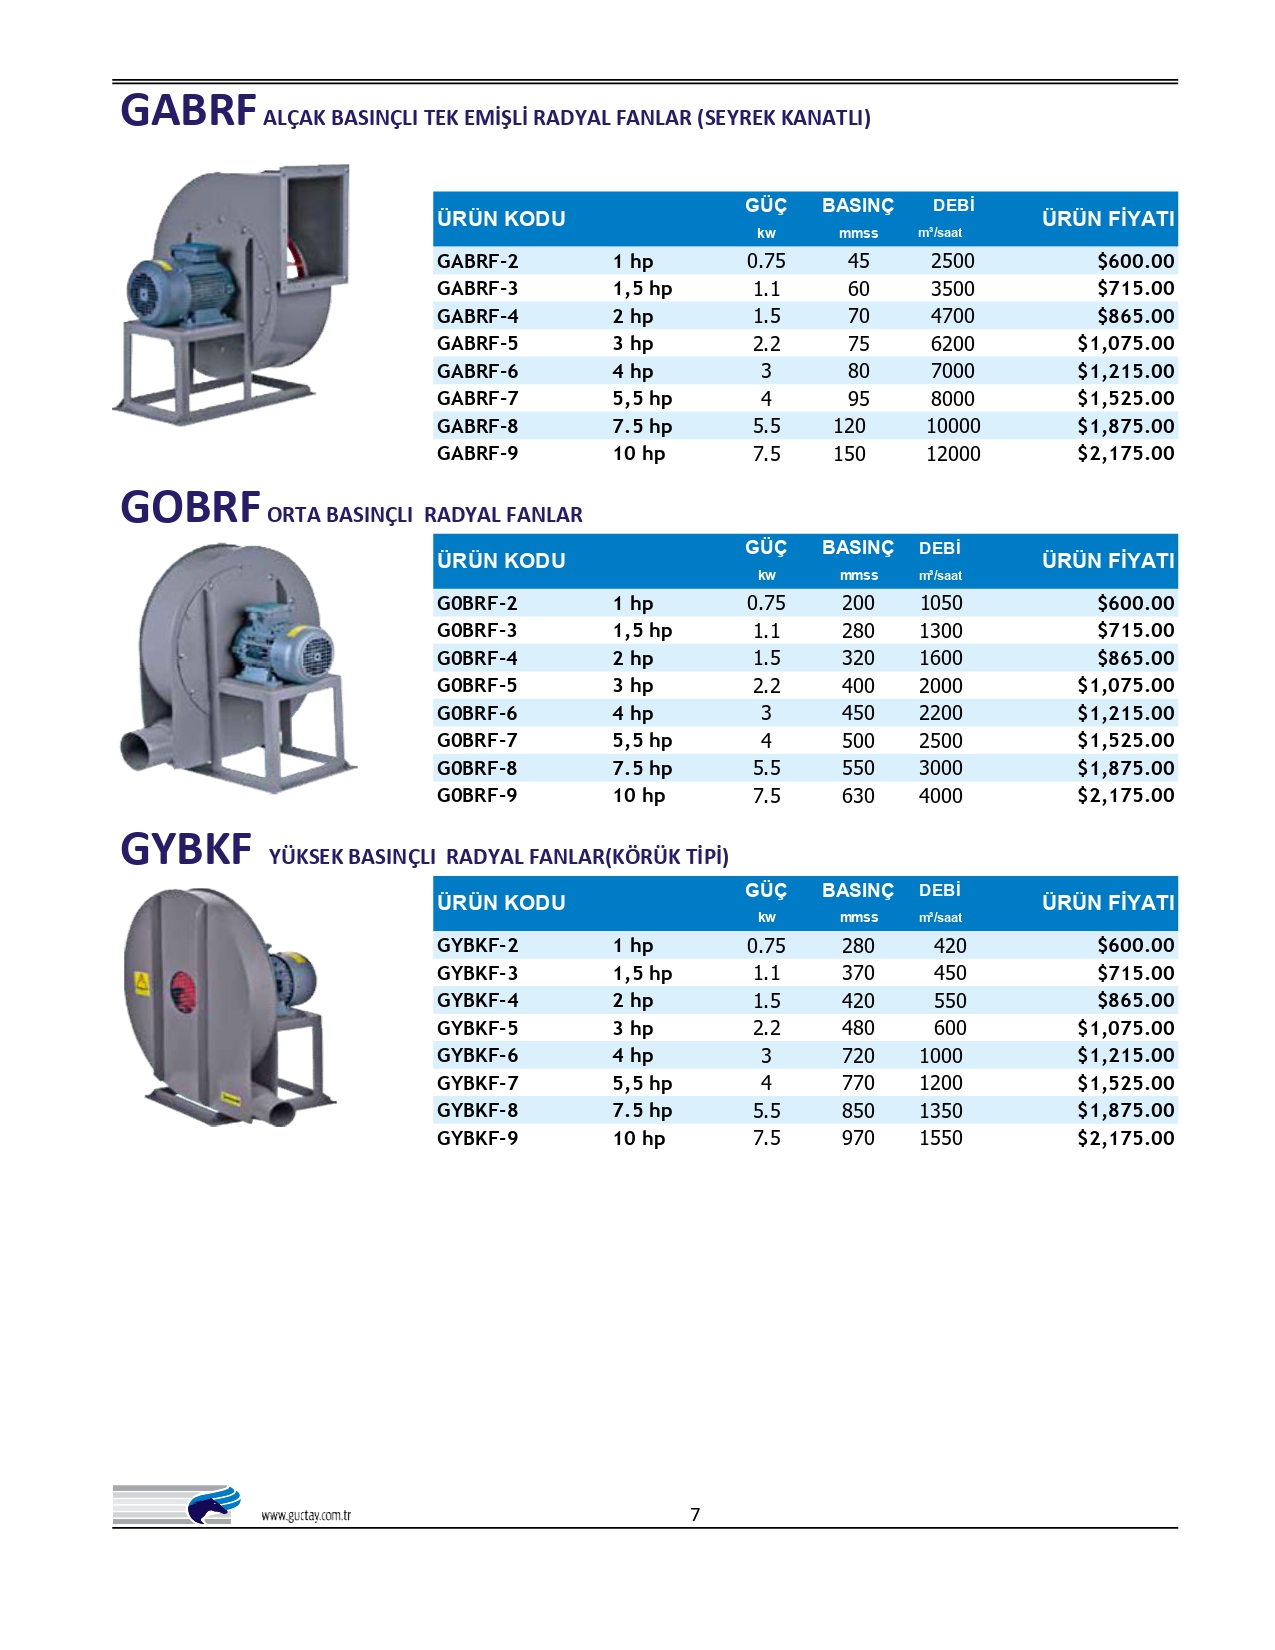 GABRF ALÇAK BASINÇLI TEK EMİŞLİ RADYAL FANLAR (SEYREK KANATLI)
ÜRÜN KODU GÜÇ BASINÇ DEBİ ÜRÜN FİYATI
kw mmss m³/saat
GABRF-2 1 hp 0.75 45 2500 $600.00
GABRF-3 1,5 hp 1.1 60 3500 $715.00
GABRF-4 2 hp 1.5 70 4700 $865.00
GABRF-5 3 hp 2.2 75 6200 $1,075.00
GABRF-6 4 hp 3 80 7000 $1,215.00
GABRF-7 5,5 hp 4 95 8000 $1,525.00
GABRF-8 7.5 hp 5.5 120 10000 $1,875.00
GABRF-9 10 hp 7.5 150 12000 $2,175.00
GOBRF ORTA BASINÇLI RADYAL FANLAR
ÜRÜN KODU GÜÇ BASINÇ DEBİ ÜRÜN FİYATI
kw mmss m³/saat
G0BRF-2 1 hp 0.75 200 1050 $600.00
G0BRF-3 1,5 hp 1.1 280 1300 $715.00
G0BRF-4 2 hp 1.5 320 1600 $865.00
G0BRF-5 3 hp 2.2 400 2000 $1,075.00
G0BRF-6 4 hp 3 450 2200 $1,215.00
G0BRF-7 5,5 hp 4 500 2500 $1,525.00
G0BRF-8 7.5 hp 5.5 550 3000 $1,875.00
G0BRF-9 10 hp 7.5 630 4000 $2,175.00
GYBKF YÜKSEK BASINÇLI RADYAL FANLAR(KÖRÜK TİPİ)
ÜRÜN KODU GÜÇ BASINÇ DEBİ ÜRÜN FİYATI
kw mmss m³/saat
GYBKF-2 1 hp 0.75 280 420 $600.00
GYBKF-3 1,5 hp 1.1 370 450 $715.00
GYBKF-4 2 hp 1.5 420 550 $865.00
GYBKF-5 3 hp 2.2 480 600 $1,075.00
GYBKF-6 4 hp 3 720 1000 $1,215.00
GYBKF-7 5,5 hp 4 770 1200 $1,525.00
GYBKF-8 7.5 hp 5.5 850 1350 $1,875.00
GYBKF-9 10 hp 7.5 970 1550 $2,175.00
www.guctay.com.tr 7